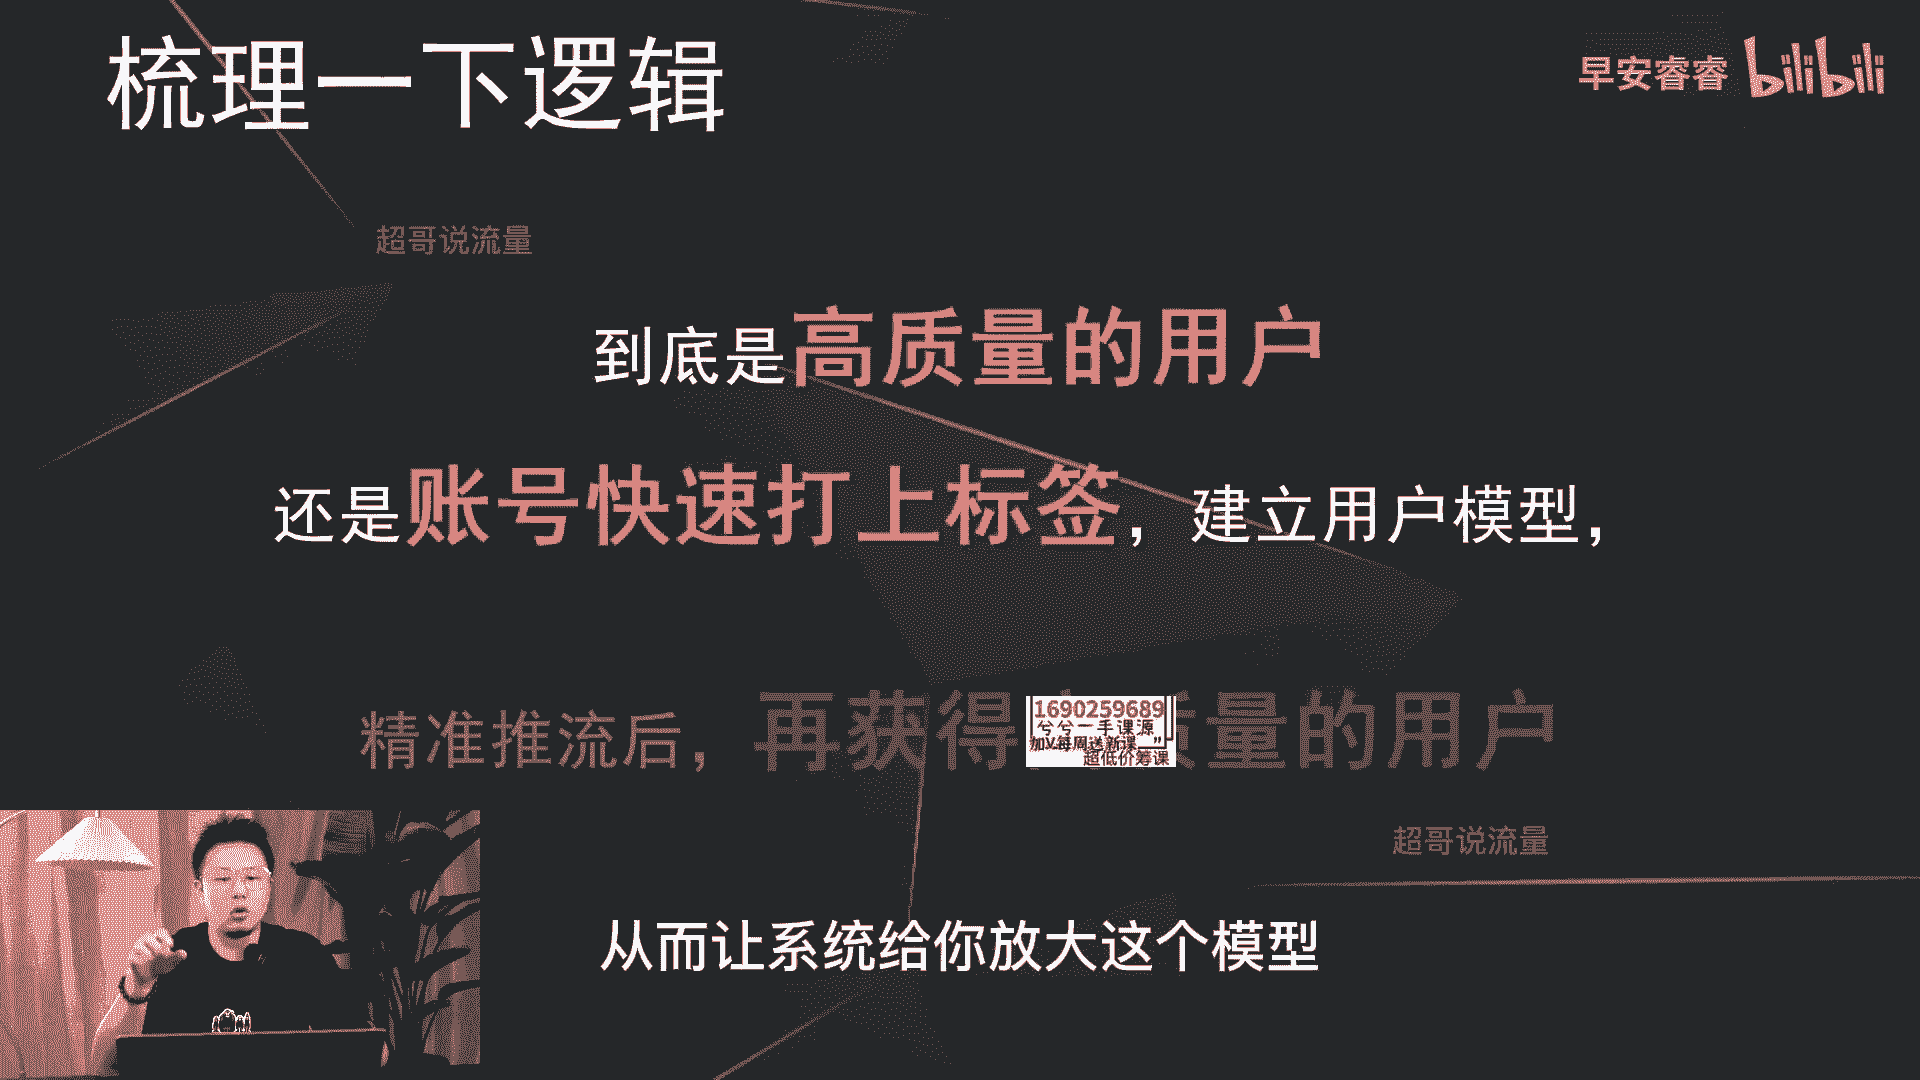 梳理一下逻辑
早安睿睿 bilibili
超哥说流量
到底是高质量的用户
还是账号快速打上标签，建立用户模型，
精准推流后，再获得 质量的用户
1690259689
兮兮一手课源
加V每周送新课
超低价筹课
超哥说流量
从而让系统给你放大这个模型